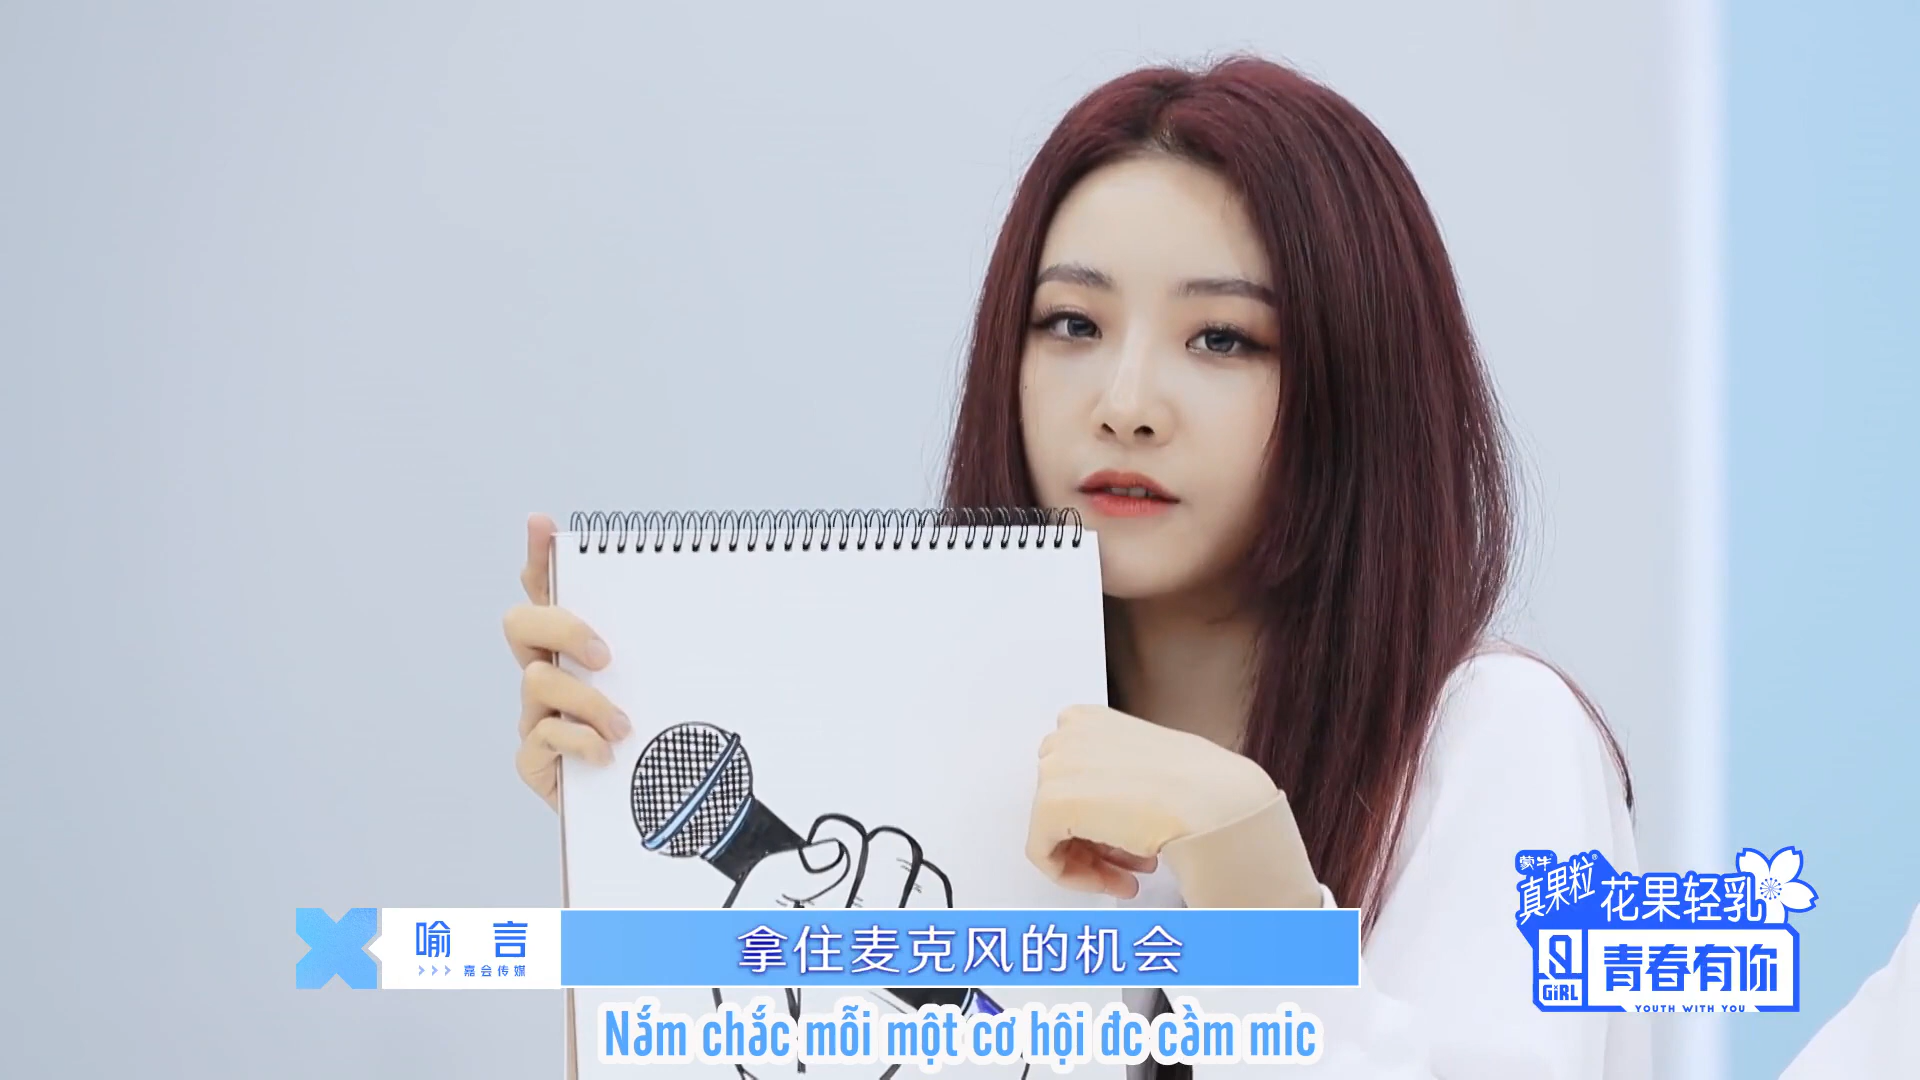 喻言
>>> 嘉会传媒
拿住麦克风的机会
Nắm chắc mỗi một cơ hội đc cầm mic
蒙牛
真果粒®
花果轻乳
GiRL
青春有你
YOUTH WITH YOU